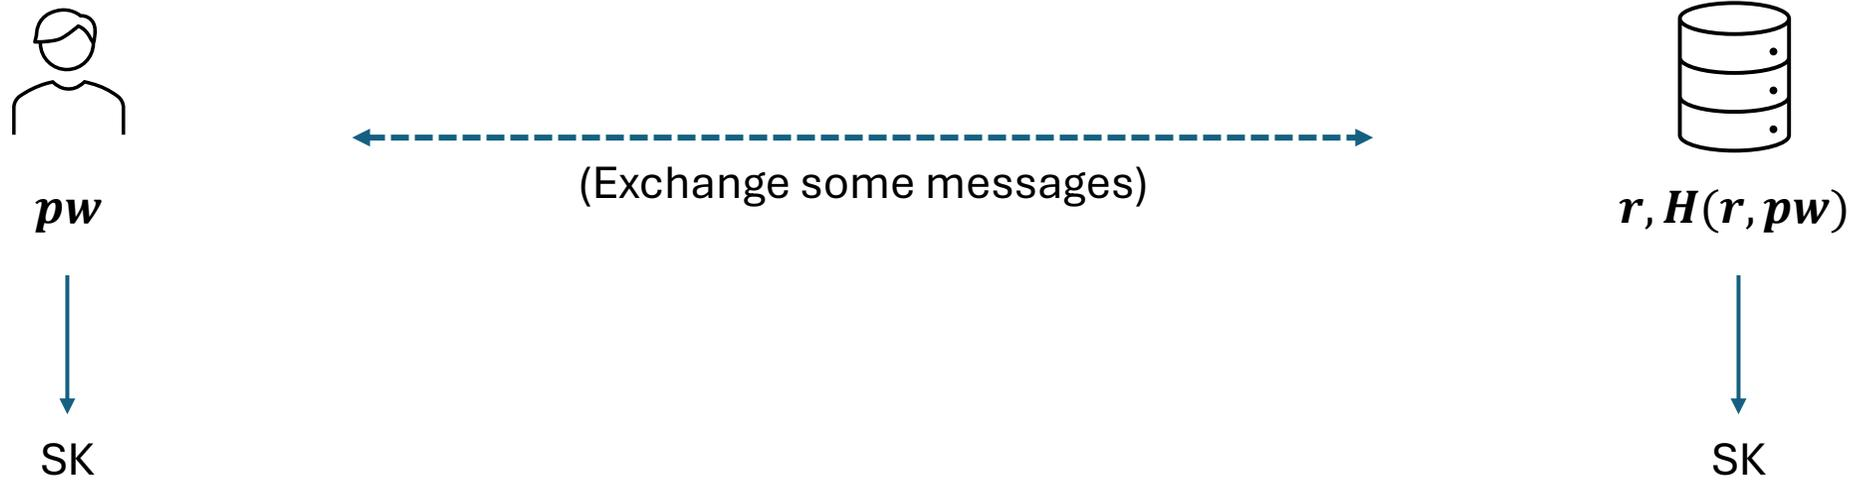 (Exchange some messages)
pw
r, H(r, pw)
SK
SK